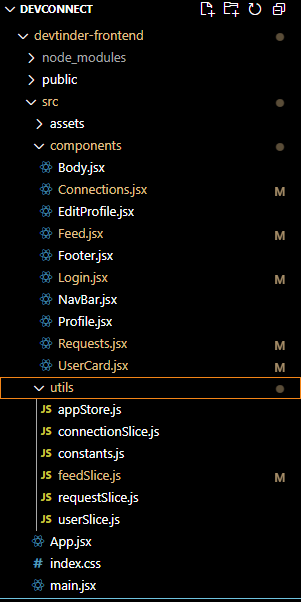 DEVCONNECT
devtinder-frontend
node_modules
public
src
assets
components
Body.jsx
Connections.jsx M
EditProfile.jsx
Feed.jsx M
Footer.jsx
Login.jsx M
NavBar.jsx
Profile.jsx
Requests.jsx M
UserCard.jsx M
utils
JS appStore.js
JS connectionSlice.js
JS constants.js
JS feedSlice.js M
JS requestSlice.js
JS userSlice.js
App.jsx
# index.css
main.jsx